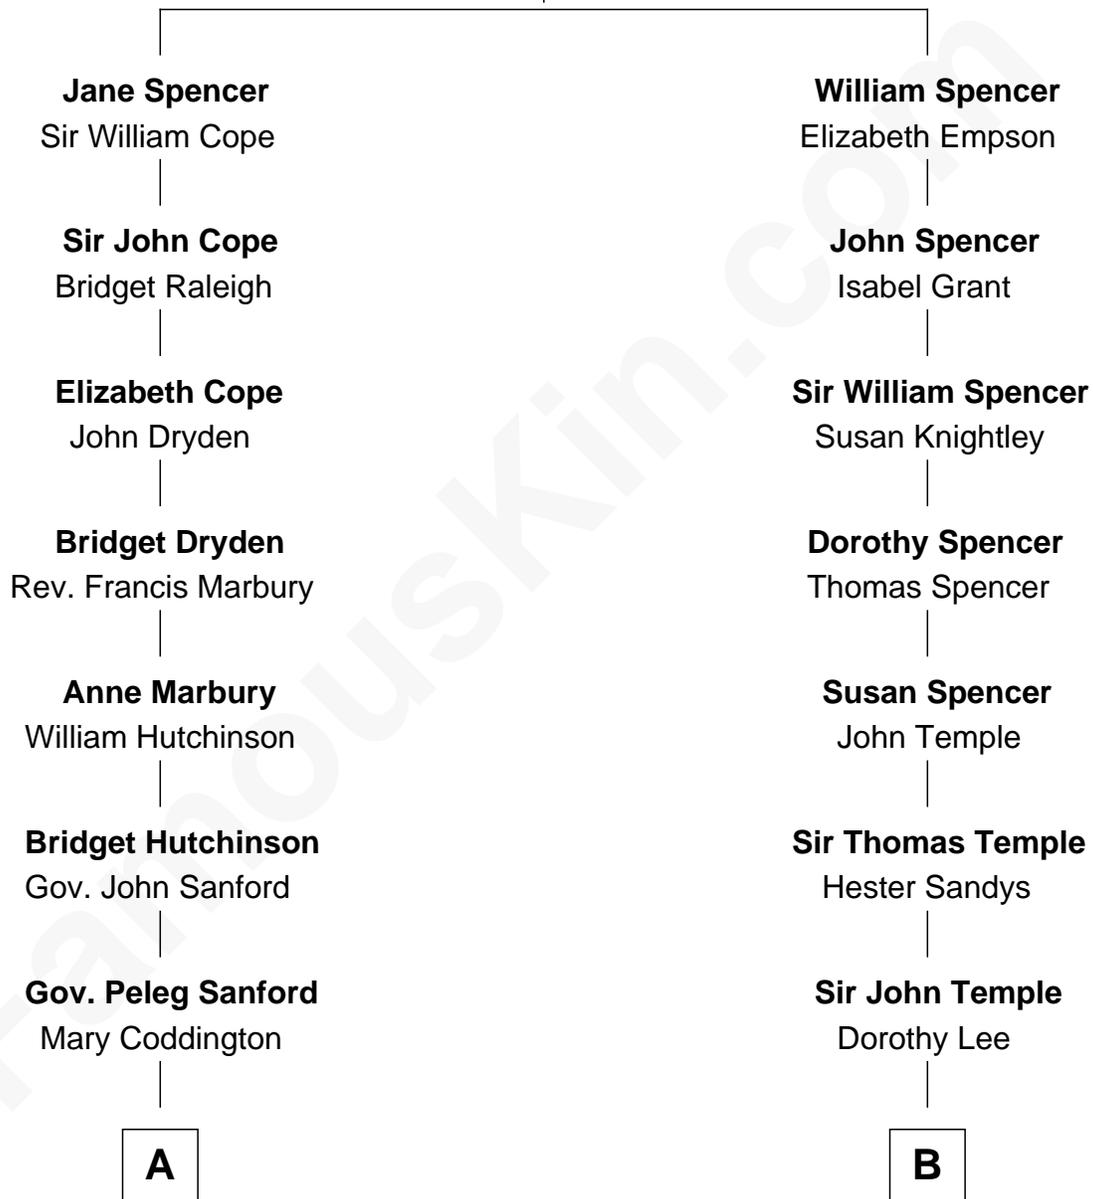 Jane Spencer
Sir William Cope
Sir John Cope
Bridget Raleigh
Elizabeth Cope
John Dryden
Bridget Dryden
Rev. Francis Marbury
Anne Marbury
William Hutchinson
Bridget Hutchinson
Gov. John Sanford
Gov. Peleg Sanford
Mary Coddington
A
William Spencer
Elizabeth Empson
John Spencer
Isabel Grant
Sir William Spencer
Susan Knightley
Dorothy Spencer
Thomas Spencer
Susan Spencer
John Temple
Sir Thomas Temple
Hester Sandys
Sir John Temple
Dorothy Lee
B
FamousKin.com